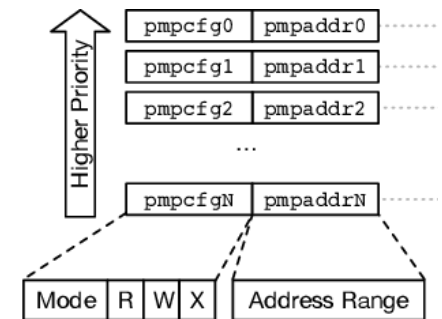 Higher Priority
pmpcfg0 pmpaddr0
pmpcfg1 pmpaddr1
pmpcfg2 pmpaddr2
...
pmpcfgN pmpaddrN
Mode R W X Address Range